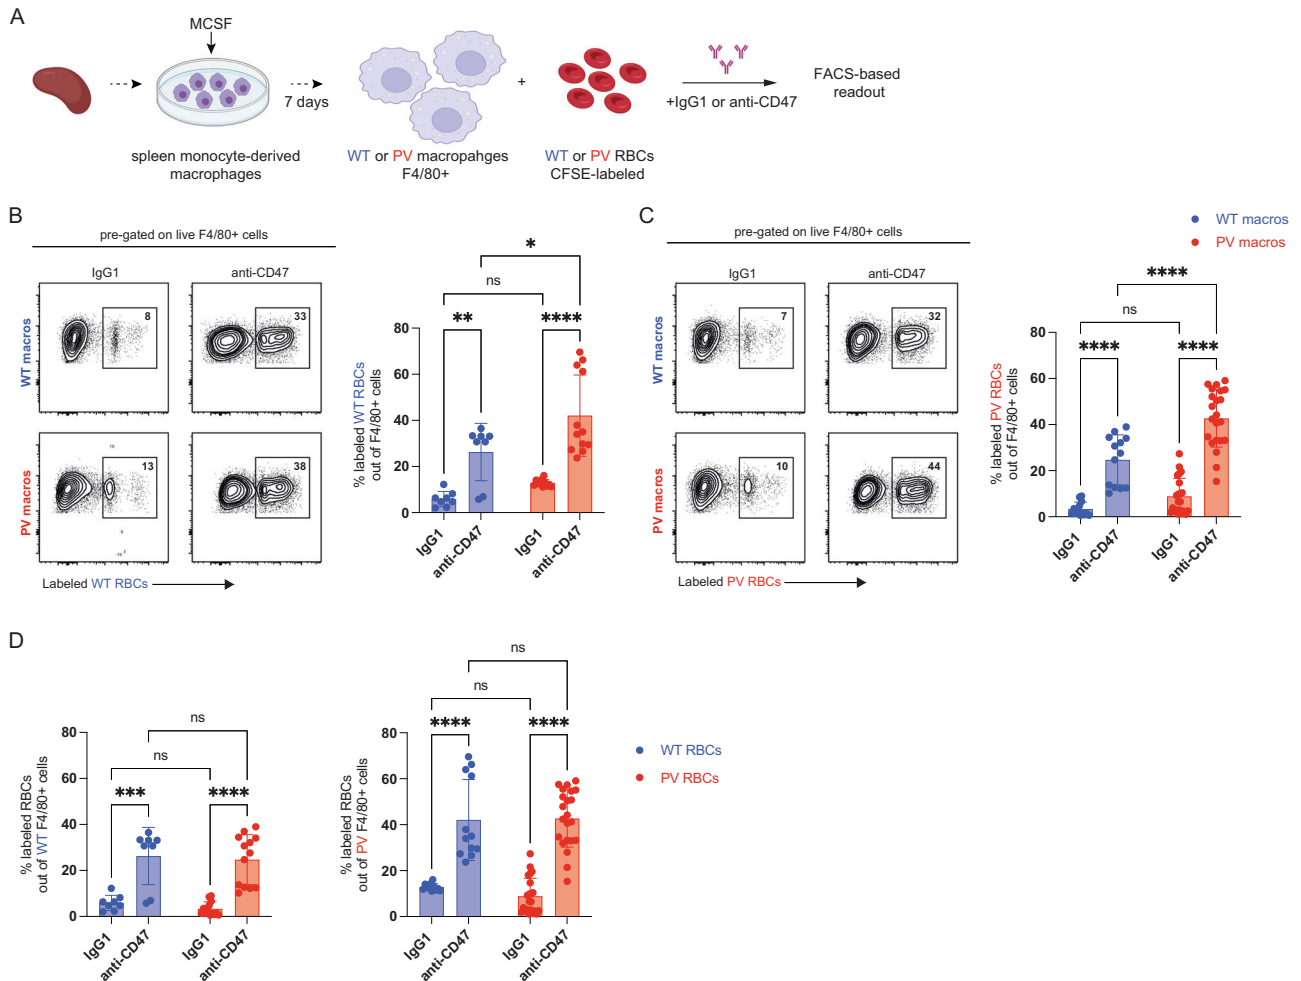 A
MCSF
7 days
+
+IgG1 or anti-CD47
FACS-based
readout
spleen monocyte-derived
macrophages
WT or PV macropahges
F4/80+
WT or PV RBCs
CFSE-labeled
B
pre-gated on live F4/80+ cells
IgG1
anti-CD47
WT macros
8
33
PV macros
13
38
Labeled WT RBCs
% labeled WT RBCs
out of F4/80+ cells
80
60
40
20
0
*
ns
**
****
IgG1
anti-CD47
IgG1
anti-CD47
C
WT macros
PV macros
pre-gated on live F4/80+ cells
IgG1
anti-CD47
WT macros
7
32
PV macros
10
44
Labeled PV RBCs
% labeled PV RBCs
out of F4/80+ cells
80
60
40
20
0
****
ns
****
****
IgG1
anti-CD47
IgG1
anti-CD47
D
% labeled RBCs
out of WT F4/80+ cells
80
60
40
20
0
ns
ns
***
****
IgG1
anti-CD47
IgG1
anti-CD47
% labeled RBCs
out of PV F4/80+ cells
80
60
40
20
0
ns
ns
****
****
IgG1
anti-CD47
IgG1
anti-CD47
WT RBCs
PV RBCs